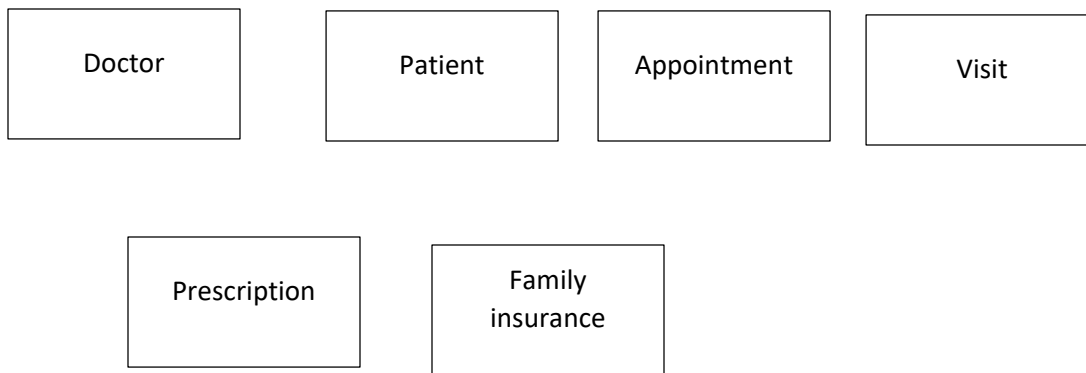 Doctor
Patient
Appointment
Visit
Prescription
Family
insurance